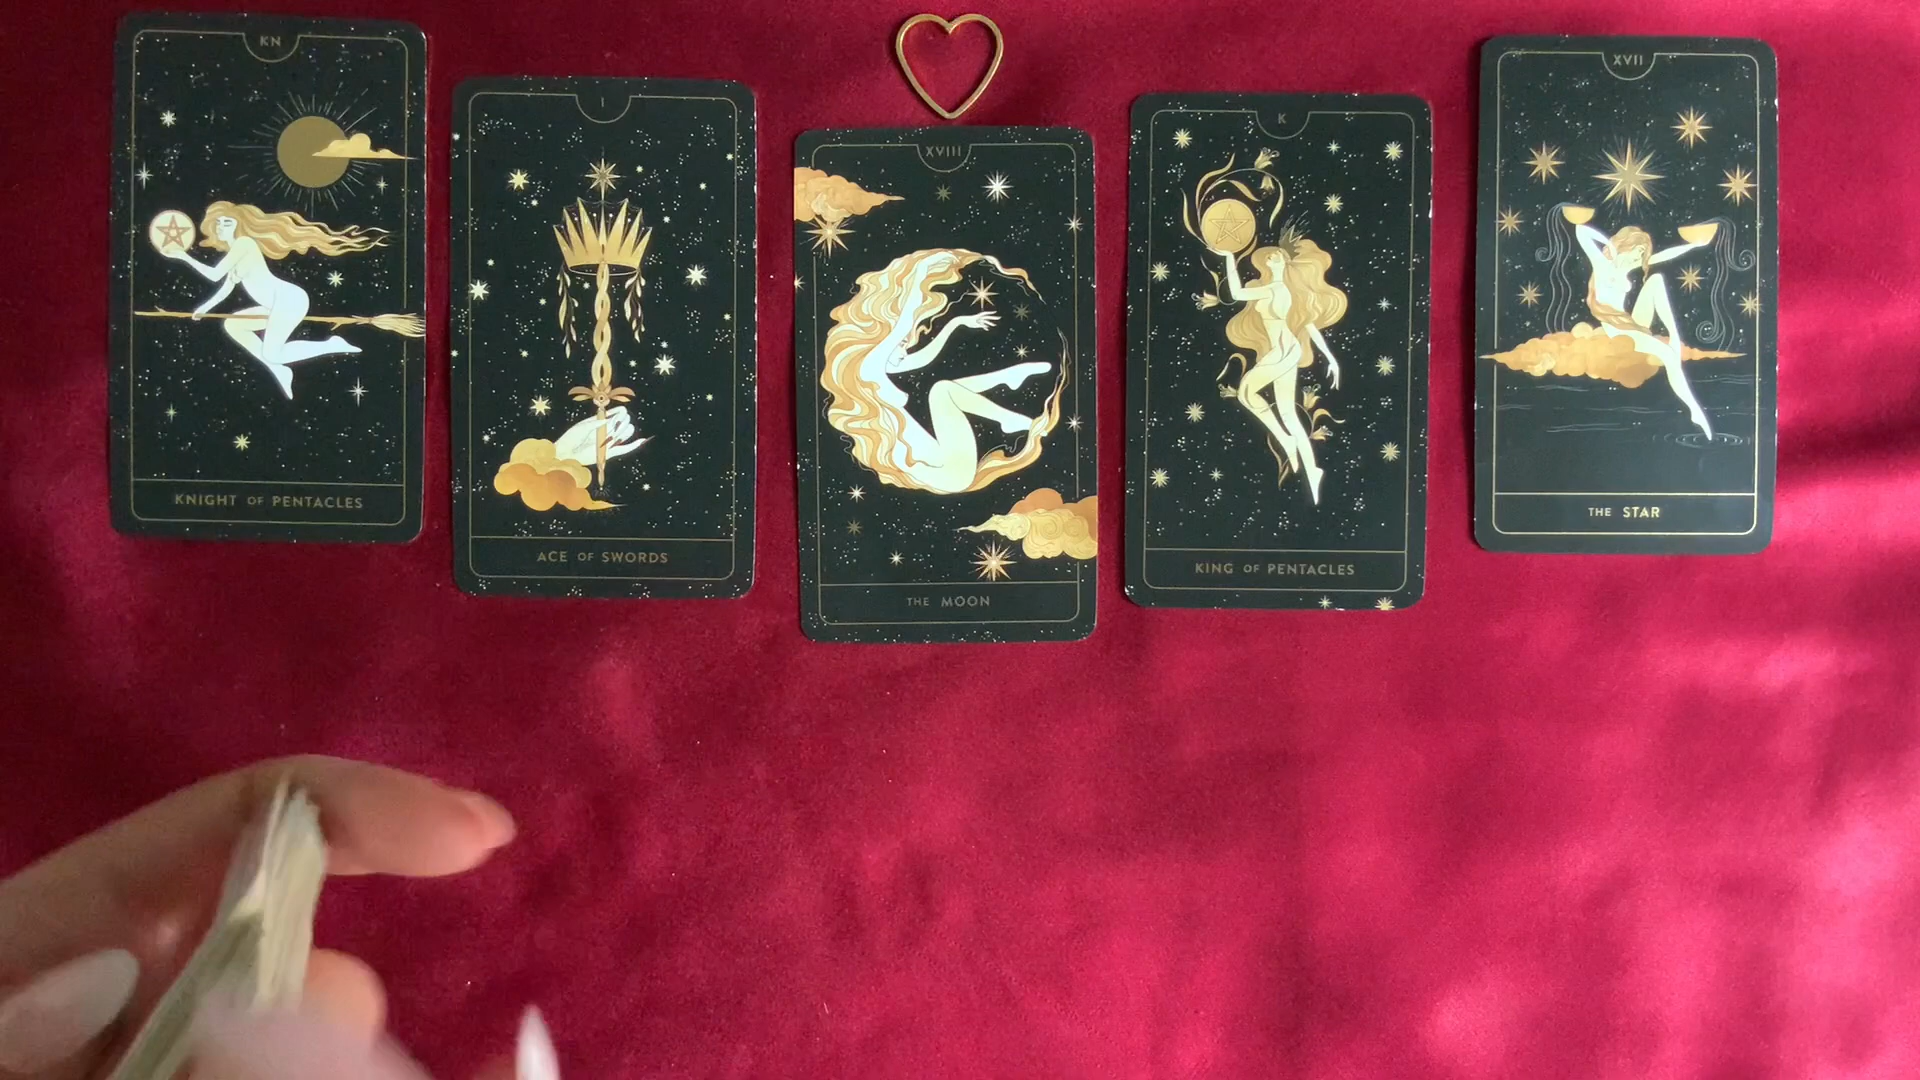 KN
KNIGHT OF PENTACLES
I
ACE OF SWORDS
XVIII
THE MOON
K
KING OF PENTACLES
XVII
THE STAR